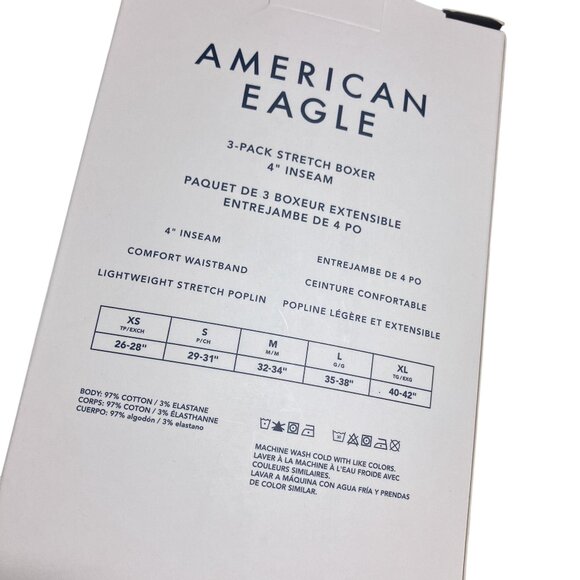 AMERICAN
EAGLE
3-PACK STRETCH BOXER
4" INSEAM
PAQUET DE 3 BOXEUR EXTENSIBLE
ENTREJAMBE DE 4 PO
4" INSEAM
COMFORT WAISTBAND
LIGHTWEIGHT STRETCH POPLIN
ENTREJAMBE DE 4 PO
CEINTURE CONFORTABLE
POPLINE LÉGÈRE ET EXTENSIBLE
XS S M L XL
TP/EXCH P/CH M/M G/G TG/EXG
26-28" 29-31" 32-34" 35-38" 40-42"
BODY: 97% COTTON / 3% ELASTANE
CORPS: 97% COTON / 3% ÉLASTHANNE
CUERPO: 97% algodón / 3% elastano
MACHINE WASH COLD WITH LIKE COLORS.
LAVER À LA MACHINE À L'EAU FROIDE AVEC
COULEURS SIMILAIRES.
LAVAR A MÁQUINA CON AGUA FRÍA Y PRENDAS
DE COLOR SIMILAR.